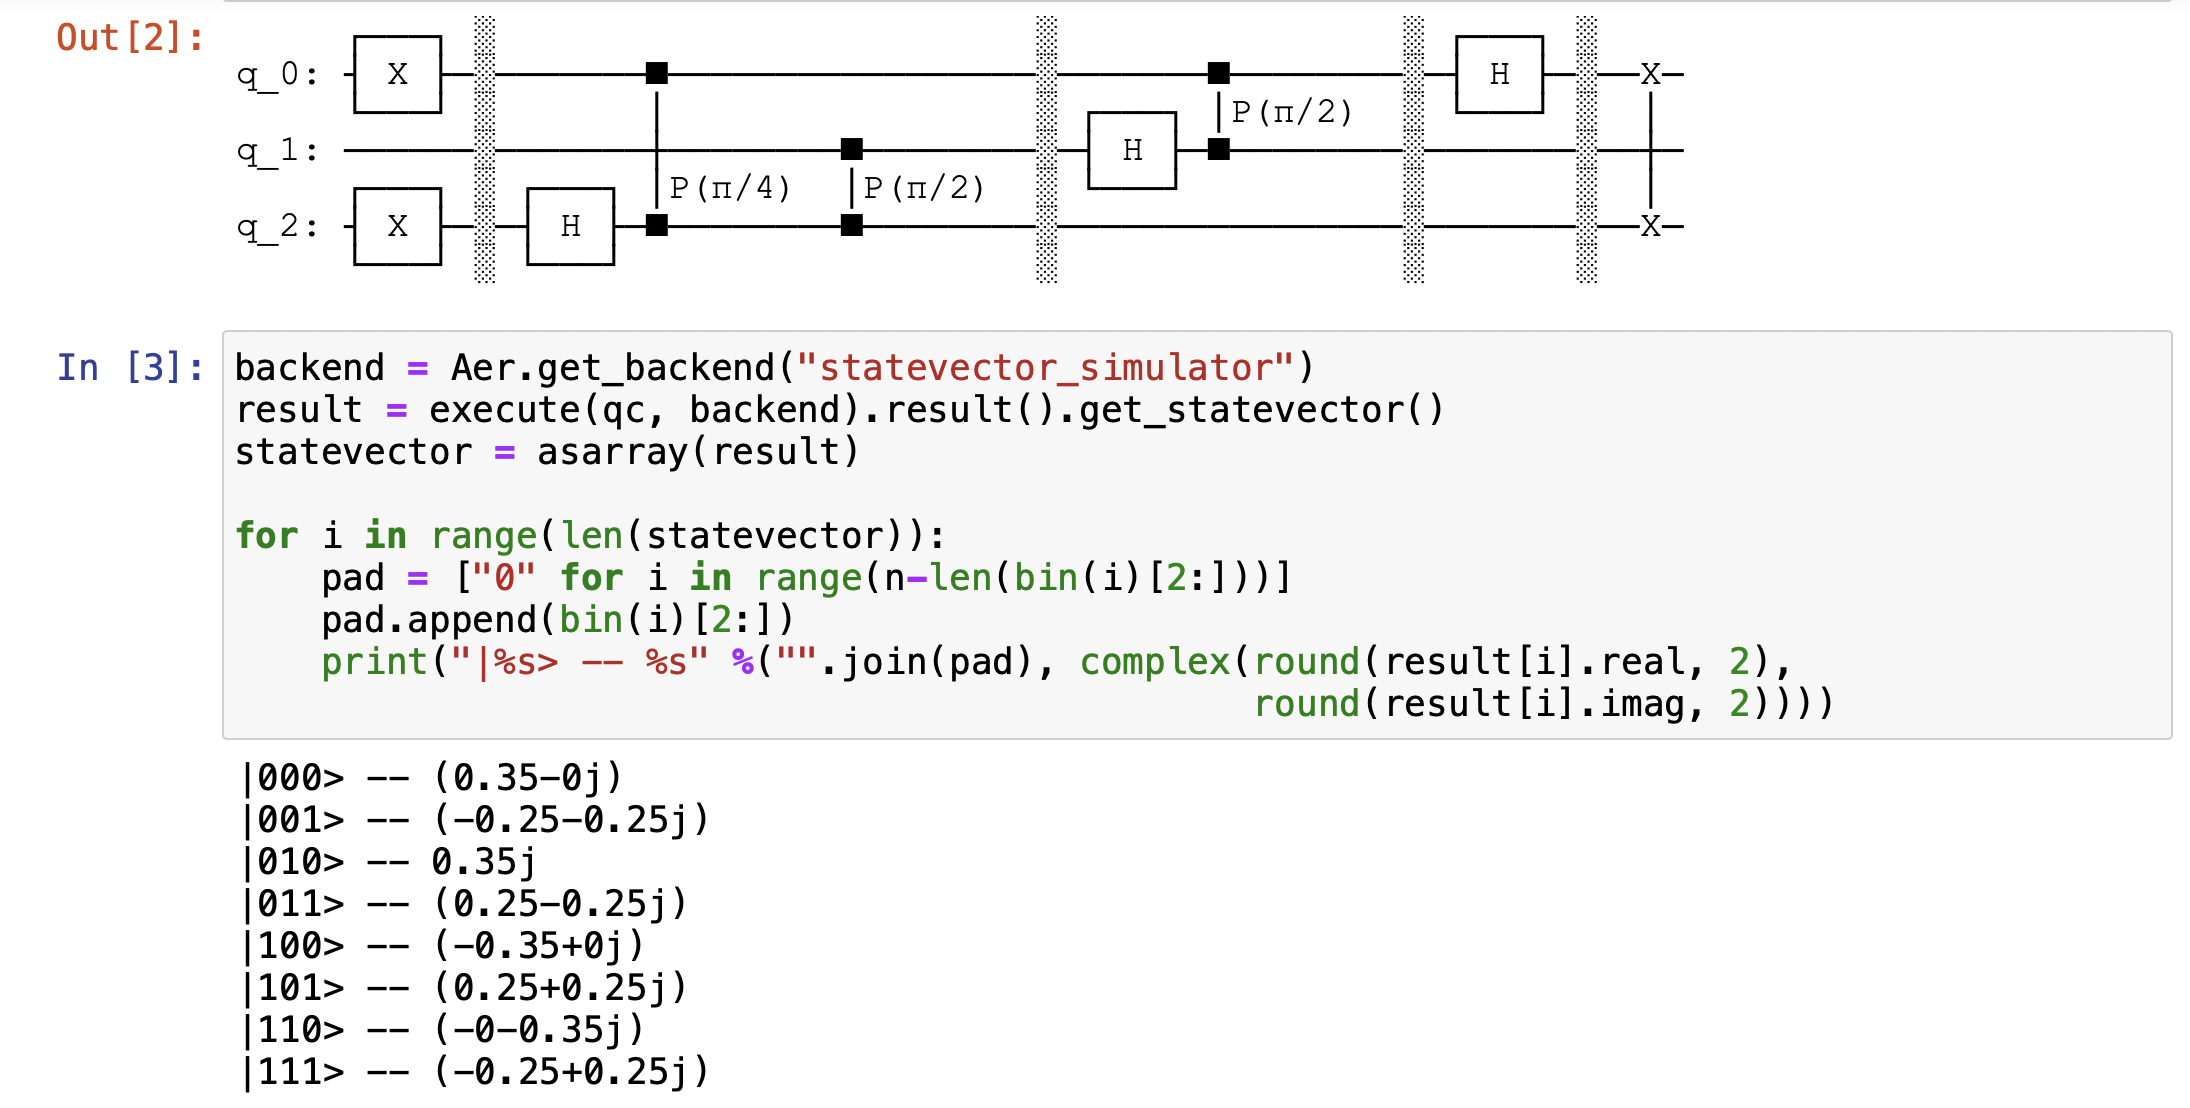 Out[2]:
q_0: X H X
P(π/2)
q_1: H
P(π/4) P(π/2)
q_2: X H X
In [3]: backend = Aer.get_backend("statevector_simulator")
result = execute(qc, backend).result().get_statevector()
statevector = asarray(result)
for i in range(len(statevector)):
    pad = ["0" for i in range(n-len(bin(i)[2:]))]
    pad.append(bin(i)[2:])
    print("|%s> -- %s" %("".join(pad), complex(round(result[i].real, 2),
                                               round(result[i].imag, 2))))
|000> -- (0.35-0j)
|001> -- (-0.25-0.25j)
|010> -- 0.35j
|011> -- (0.25-0.25j)
|100> -- (-0.35+0j)
|101> -- (0.25+0.25j)
|110> -- (-0-0.35j)
|111> -- (-0.25+0.25j)